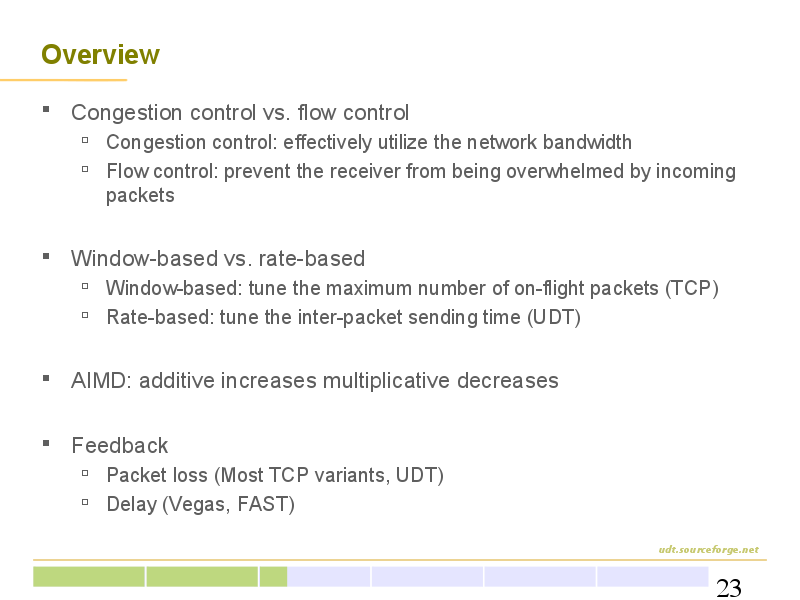 Overview
▪ Congestion control vs. flow control
▫ Congestion control: effectively utilize the network bandwidth
▫ Flow control: prevent the receiver from being overwhelmed by incoming
packets
▪ Window-based vs. rate-based
▫ Window-based: tune the maximum number of on-flight packets (TCP)
▫ Rate-based: tune the inter-packet sending time (UDT)
▪ AIMD: additive increases multiplicative decreases
▪ Feedback
▫ Packet loss (Most TCP variants, UDT)
▫ Delay (Vegas, FAST)
udt.sourceforge.net
23